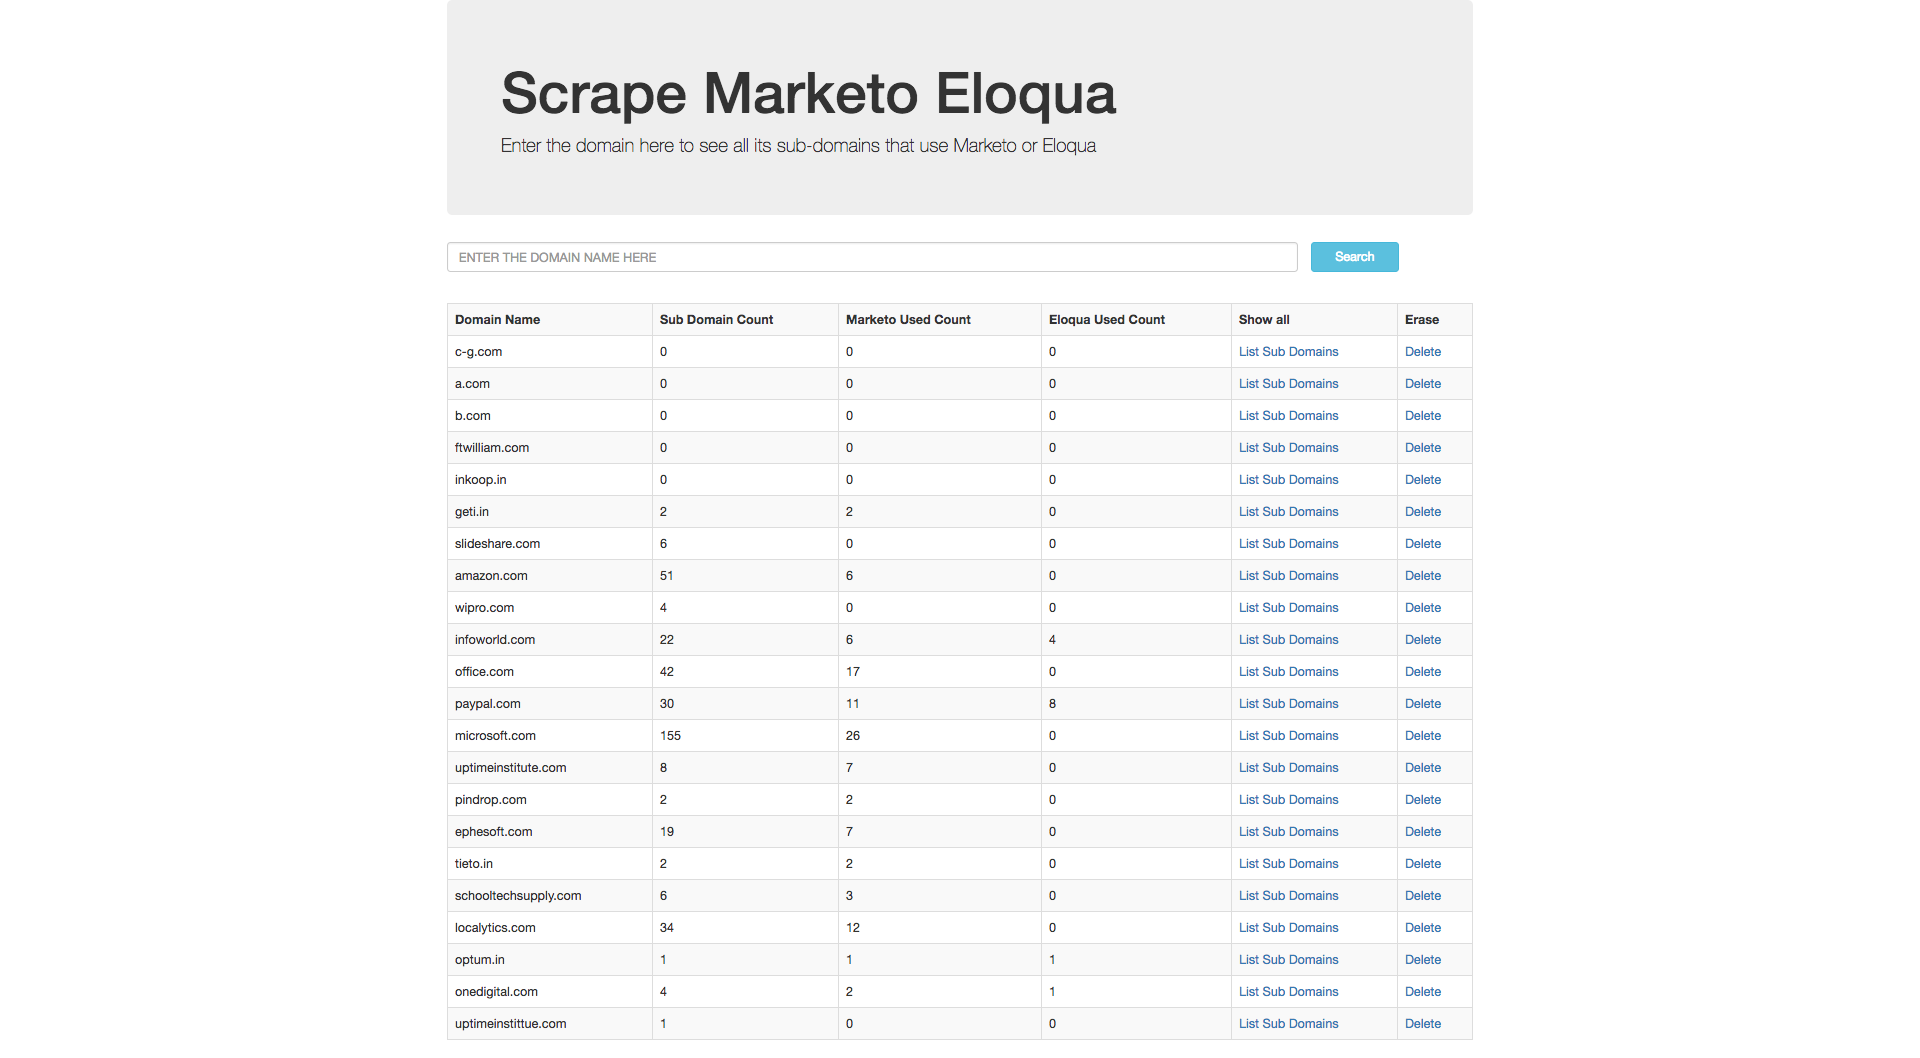 Scrape Marketo Eloqua
Enter the domain here to see all its sub-domains that use Marketo or Eloqua
ENTER THE DOMAIN NAME HERE Search
Domain Name Sub Domain Count Marketo Used Count Eloqua Used Count Show all Erase
c-g.com 0 0 0 List Sub Domains Delete
a.com 0 0 0 List Sub Domains Delete
b.com 0 0 0 List Sub Domains Delete
ftwilliam.com 0 0 0 List Sub Domains Delete
inkoop.in 0 0 0 List Sub Domains Delete
geti.in 2 2 0 List Sub Domains Delete
slideshare.com 6 0 0 List Sub Domains Delete
amazon.com 51 6 0 List Sub Domains Delete
wipro.com 4 0 0 List Sub Domains Delete
infoworld.com 22 6 4 List Sub Domains Delete
office.com 42 17 0 List Sub Domains Delete
paypal.com 30 11 8 List Sub Domains Delete
microsoft.com 155 26 0 List Sub Domains Delete
uptimeinstitute.com 8 7 0 List Sub Domains Delete
pindrop.com 2 2 0 List Sub Domains Delete
ephesoft.com 19 7 0 List Sub Domains Delete
tieto.in 2 2 0 List Sub Domains Delete
schooltechsupply.com 6 3 0 List Sub Domains Delete
localytics.com 34 12 0 List Sub Domains Delete
optum.in 1 1 1 List Sub Domains Delete
onedigital.com 4 2 1 List Sub Domains Delete
uptimeinstittue.com 1 0 0 List Sub Domains Delete